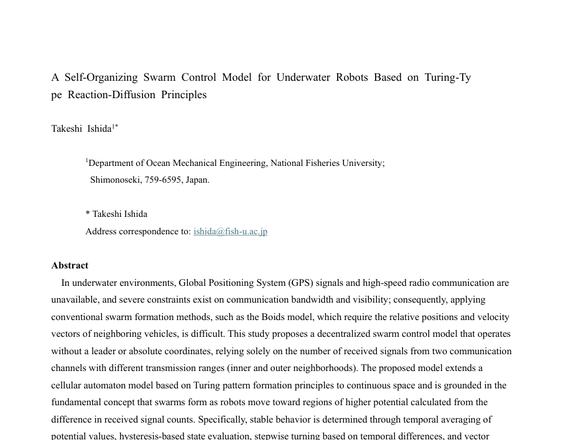 A Self-Organizing Swarm Control Model for Underwater Robots Based on Turing-Ty
pe Reaction-Diffusion Principles
Takeshi Ishida¹*
¹Department of Ocean Mechanical Engineering, National Fisheries University;
Shimonoseki, 759-6595, Japan.
* Takeshi Ishida
Address correspondence to: ishida@fish-u.ac.jp
Abstract
In underwater environments, Global Positioning System (GPS) signals and high-speed radio communication are
unavailable, and severe constraints exist on communication bandwidth and visibility; consequently, applying
conventional swarm formation methods, such as the Boids model, which require the relative positions and velocity
vectors of neighboring vehicles, is difficult. This study proposes a decentralized swarm control model that operates
without a leader or absolute coordinates, relying solely on the number of received signals from two communication
channels with different transmission ranges (inner and outer neighborhoods). The proposed model extends a
cellular automaton model based on Turing pattern formation principles to continuous space and is grounded in the
fundamental concept that swarms form as robots move toward regions of higher potential calculated from the
difference in received signal counts. Specifically, stable behavior is determined through temporal averaging of
potential values, hysteresis-based state evaluation, stepwise turning based on temporal differences, and vector